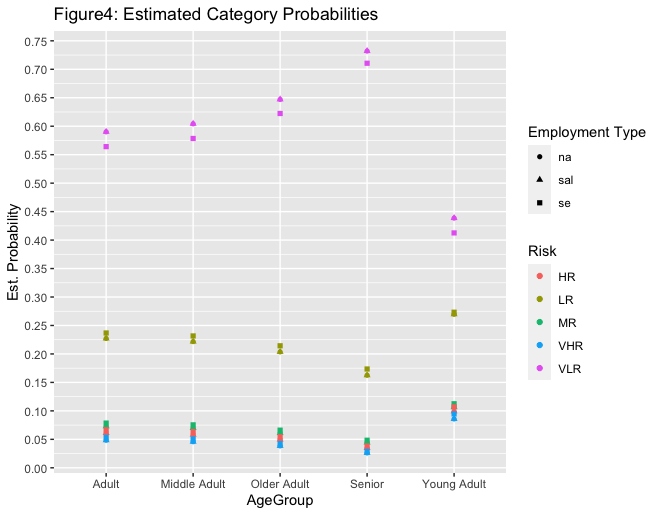 Figure4: Estimated Category Probabilities
0.75
0.70
0.65
0.60
0.55
0.50
0.45
0.40
0.35
0.30
0.25
0.20
0.15
0.10
0.05
0.00
Est. Probability
Adult
Middle Adult
Older Adult
Senior
Young Adult
AgeGroup
Employment Type
na
sal
se
Risk
HR
LR
MR
VHR
VLR